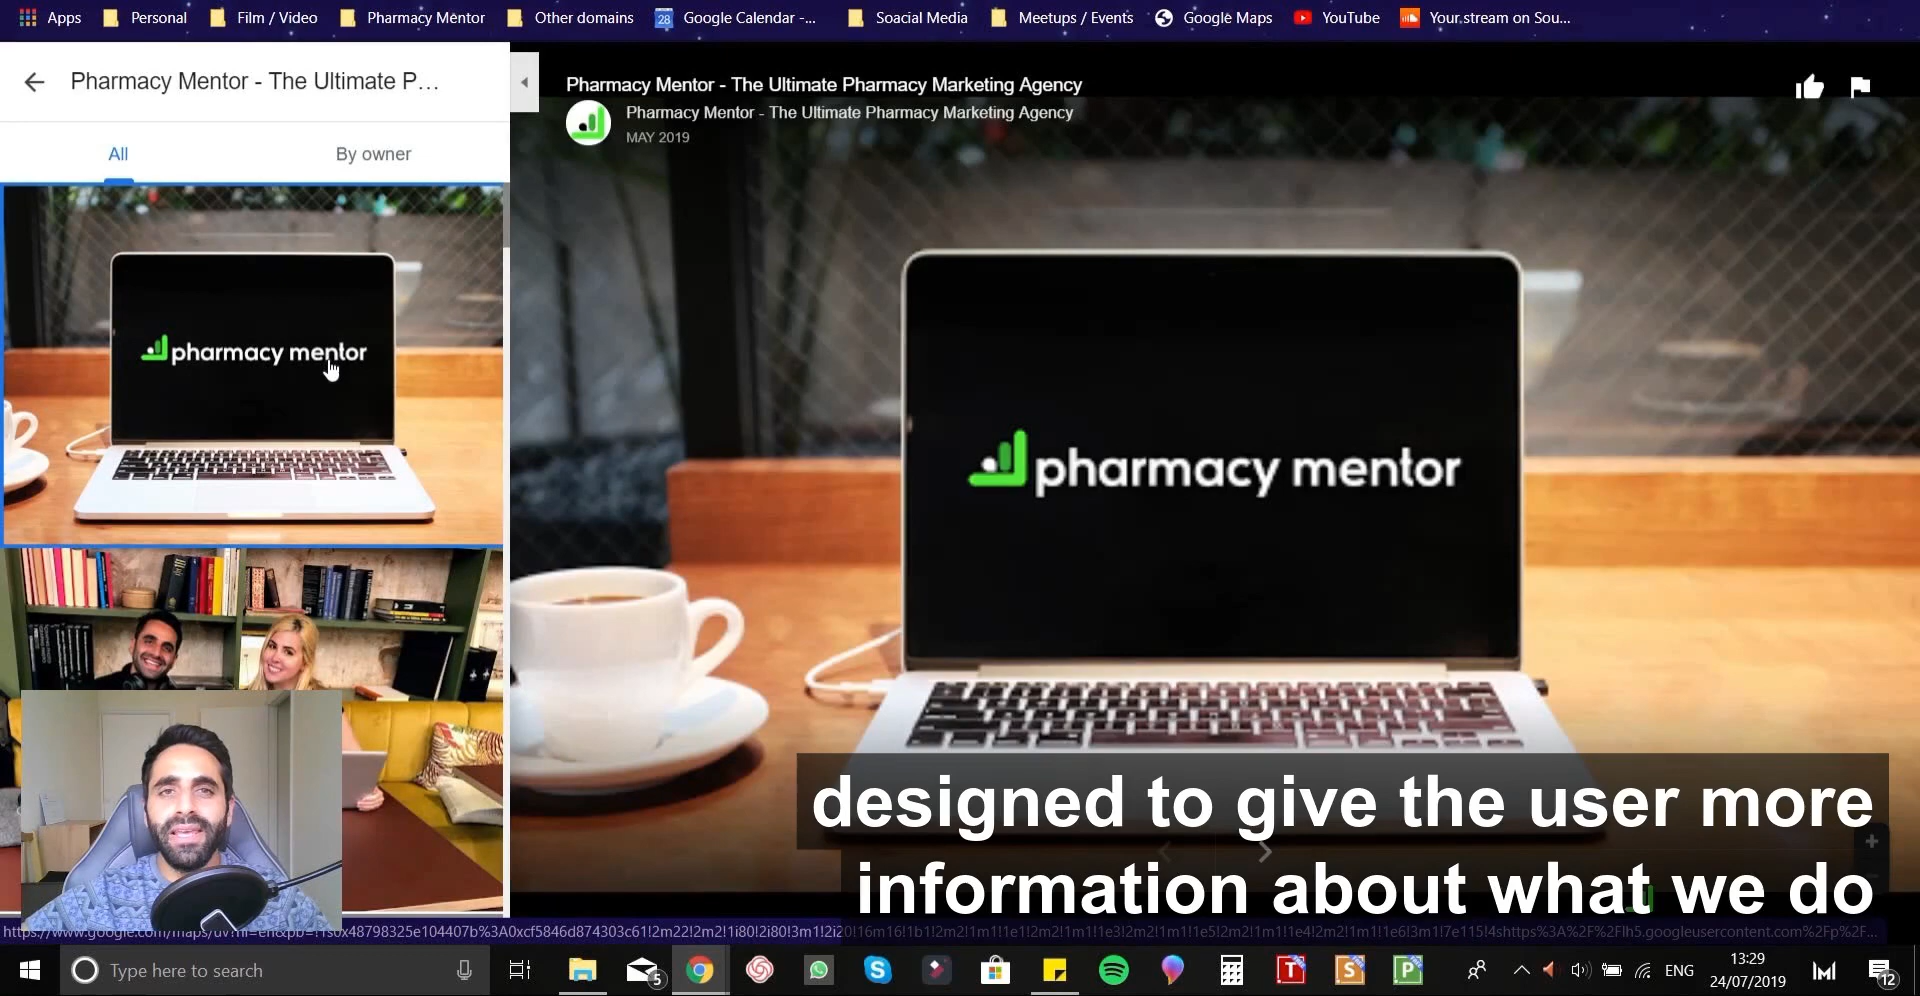 Apps Personal Film / Video Pharmacy Mentor Other domains Google Calendar -... Soacial Media Meetups / Events Google Maps YouTube Your stream on Sou...
28
Pharmacy Mentor - The Ultimate P...
All By owner
Pharmacy Mentor - The Ultimate Pharmacy Marketing Agency
Pharmacy Mentor - The Ultimate Pharmacy Marketing Agency
MAY 2019
pharmacy mentor
pharmacy mentor
designed to give the user more
information about what we do
Type here to search
5
T S P
ENG
13:29
24/07/2019
12